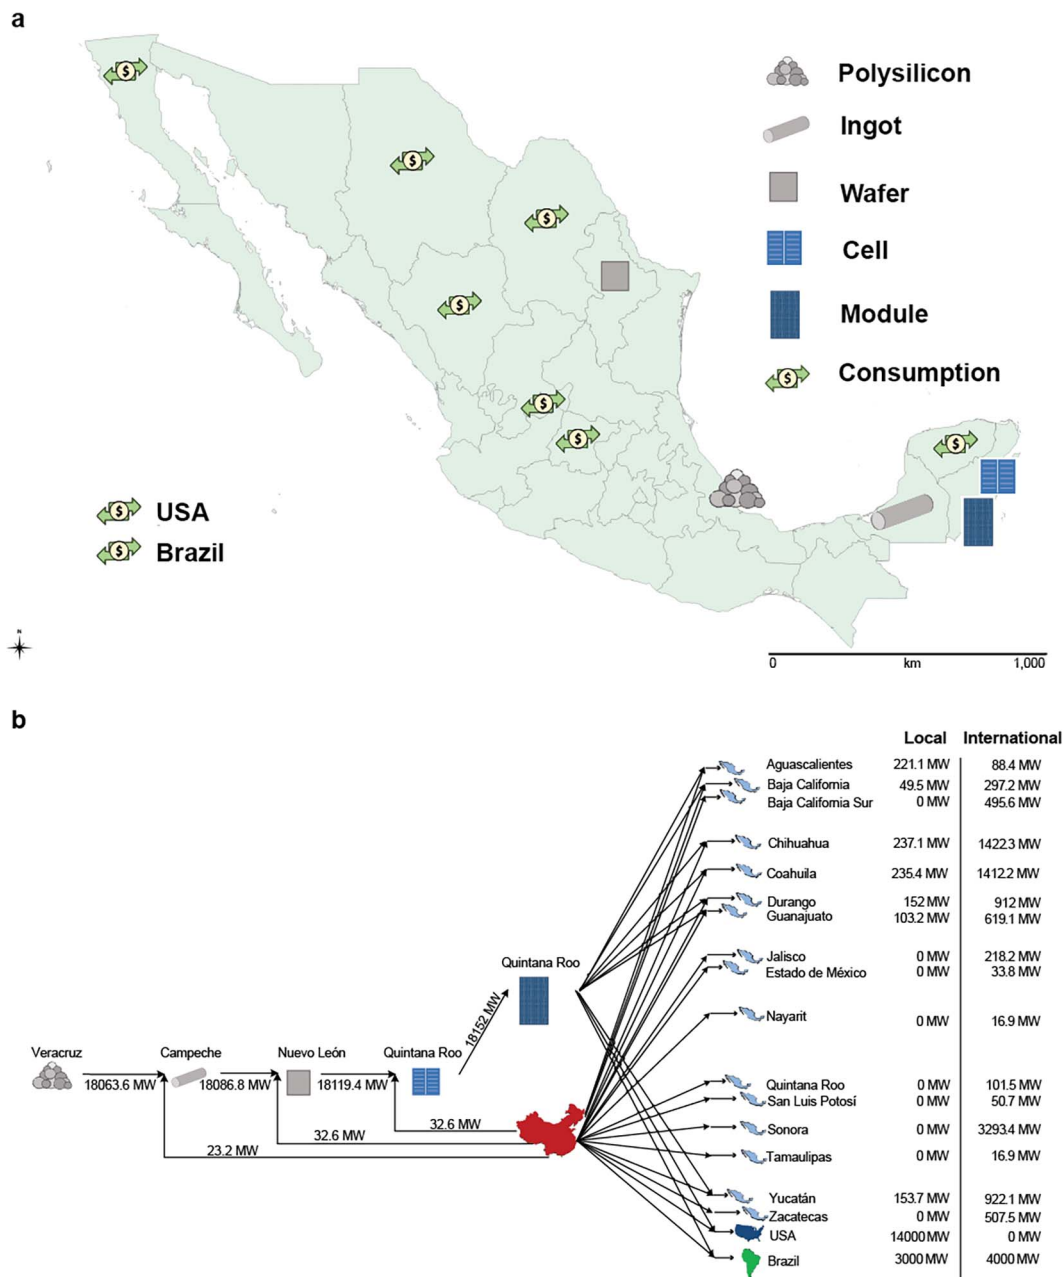 a
Polysilicon
Ingot
Wafer
Cell
Module
Consumption
USA
Brazil
N
0 km 1,000
b
Local International
Aguascalientes 221.1 MW 88.4 MW
Baja California 49.5 MW 297.2 MW
Baja California Sur 0 MW 495.6 MW
Chihuahua 237.1 MW 1422.3 MW
Coahuila 235.4 MW 1412.2 MW
Durango 152 MW 912 MW
Guanajuato 103.2 MW 619.1 MW
Jalisco 0 MW 218.2 MW
Estado de México 0 MW 33.8 MW
Nayarit 0 MW 16.9 MW
Quintana Roo 0 MW 101.5 MW
San Luis Potosí 0 MW 50.7 MW
Sonora 0 MW 3293.4 MW
Tamaulipas 0 MW 16.9 MW
Yucatán 153.7 MW 922.1 MW
Zacatecas 0 MW 507.5 MW
USA 14000 MW 0 MW
Brazil 3000 MW 4000 MW
Quintana Roo
18152 MW
Veracruz Campeche Nuevo León Quintana Roo
18063.6 MW 18086.8 MW 18119.4 MW
32.6 MW
32.6 MW
23.2 MW
$
$
$
$
$
$
$
$
$
$